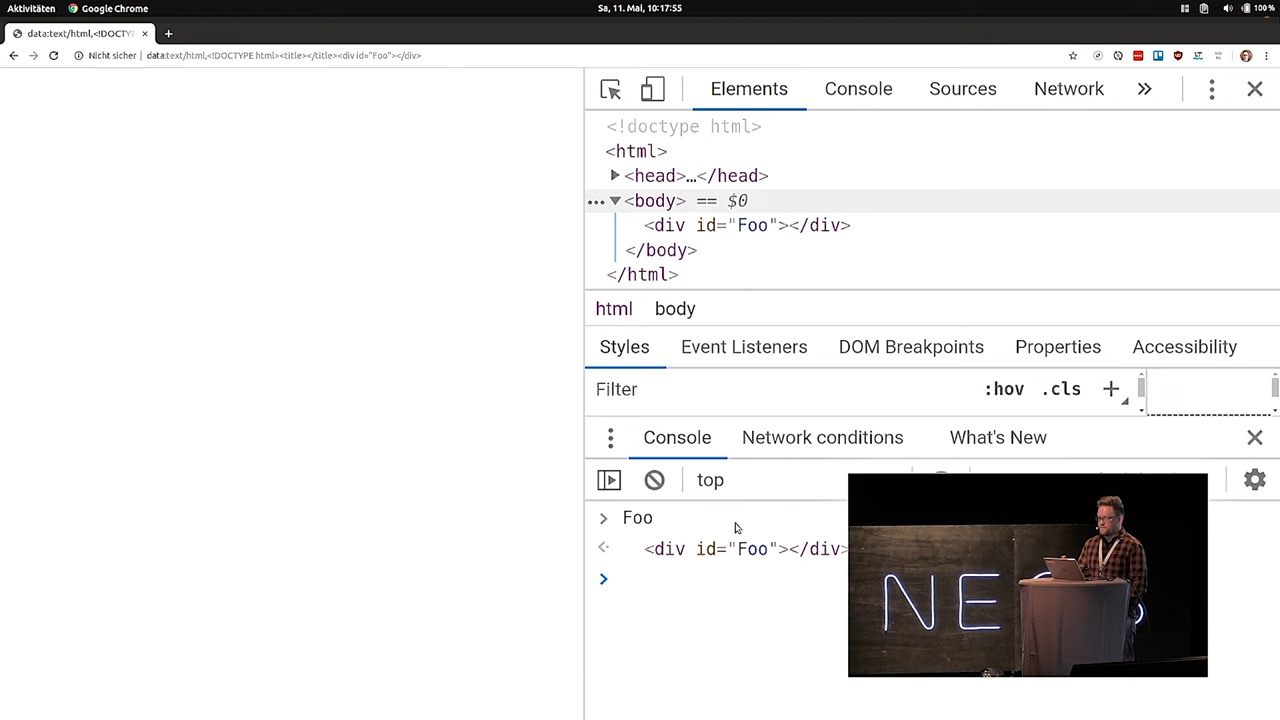 Aktivitäten Google Chrome Sa, 11. Mai, 10:17:55 100 %
data:text/html,<!DOCTYP
Nicht sicher data:text/html,<!DOCTYPE html><title></title><div id="Foo"></div>
Elements Console Sources Network
<!doctype html>
<html>
<head>…</head>
<body> == $0
<div id="Foo"></div>
</body>
</html>
html body
Styles Event Listeners DOM Breakpoints Properties Accessibility
Filter :hov .cls
Console Network conditions What's New
top
Foo
<div id="Foo"></div>
NE